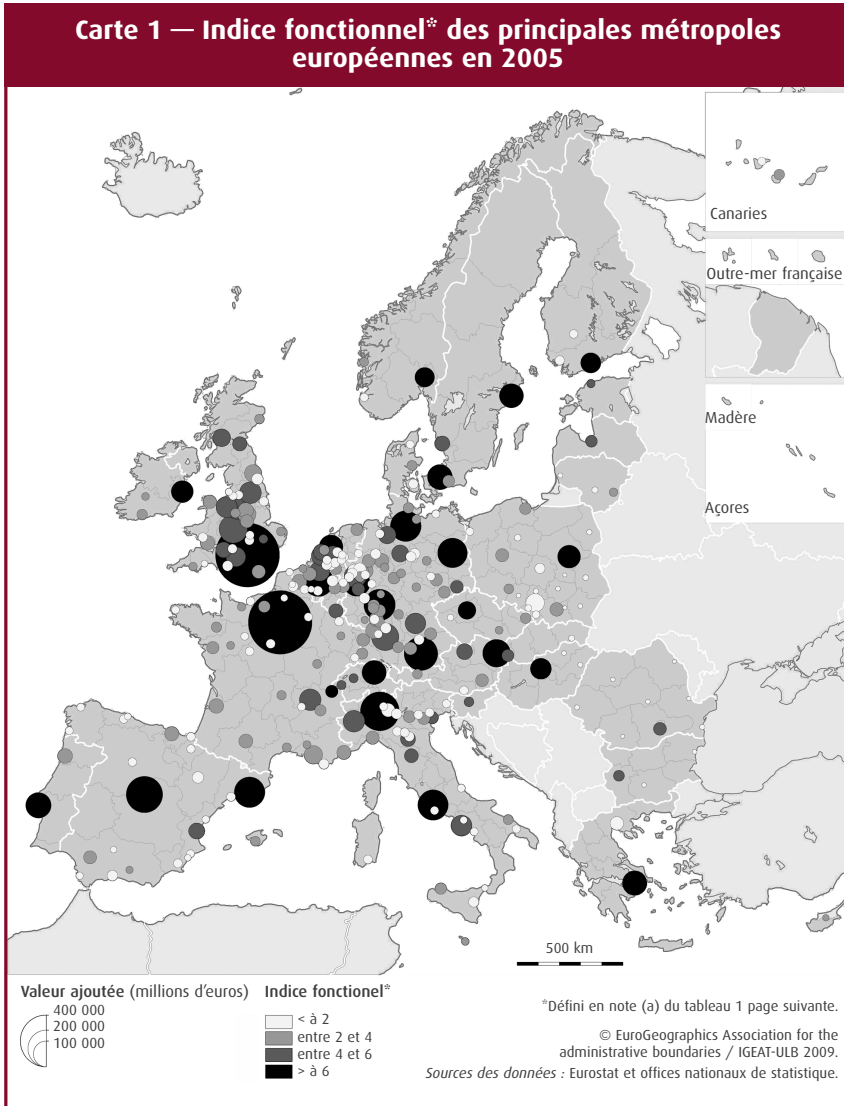 Carte 1 — Indice fonctionnel* des principales métropoles
européennes en 2005
Canaries
Outre-mer française
Madère
Açores
500 km
Valeur ajoutée (millions d'euros)
400 000
200 000
100 000
Indice fonctionel*
< à 2
entre 2 et 4
entre 4 et 6
> à 6
*Défini en note (a) du tableau 1 page suivante.
© EuroGeographics Association for the
administrative boundaries / IGEAT-ULB 2009.
Sources des données : Eurostat et offices nationaux de statistique.